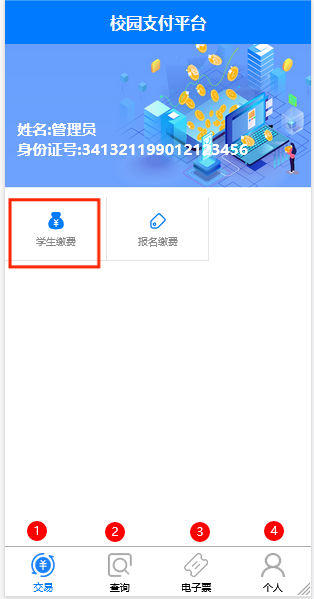 校园支付平台
姓名:管理员
身份证号:341321199012123456
学生缴费 报名缴费
1 2 3 4
交易 查询 电子票 个人